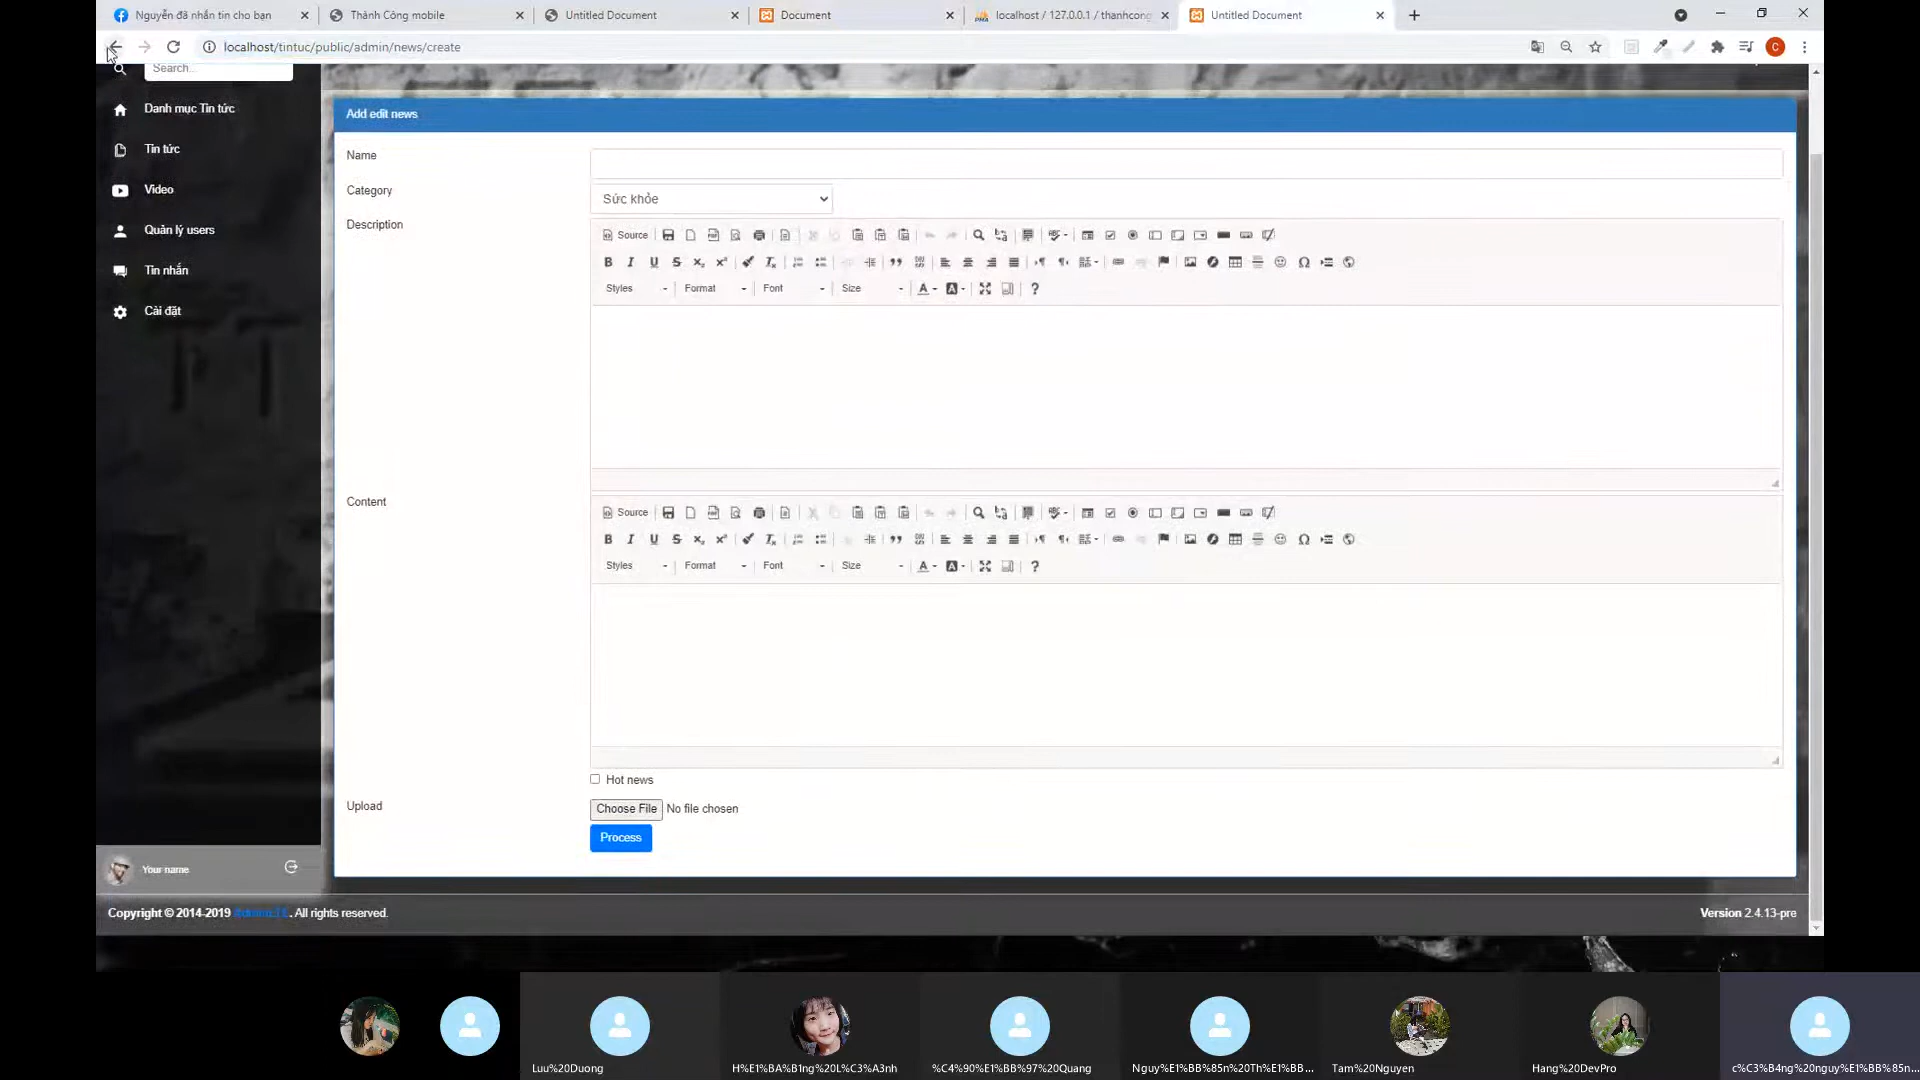 Nguyễn đã nhắn tin cho bạn
Thành Công mobile
Untitled Document
Document
localhost / 127.0.0.1 / thanhcong
Untitled Document
localhost/tintuc/public/admin/news/create
C
Search...
Danh mục Tin tức
Tin tức
Video
Quản lý users
Tin nhắn
Cài đặt
Add edit news
Name
Category
Sức khỏe
Description
Source
Styles
Format
Font
Size
Content
Source
Styles
Format
Font
Size
Hot news
Upload
Choose File No file chosen
Process
Your name
Copyright © 2014-2019 . All rights reserved.
Version 2.4.13-pre
Luu%20Duong
H%E1%BA%B1ng%20L%C3%A3nh
%C4%90%E1%BB%97%20Quang
Nguy%E1%BB%85n%20Th%E1%BB...
Tam%20Nguyen
Hang%20DevPro
c%C3%B4ng%20nguy%E1%BB%85n...